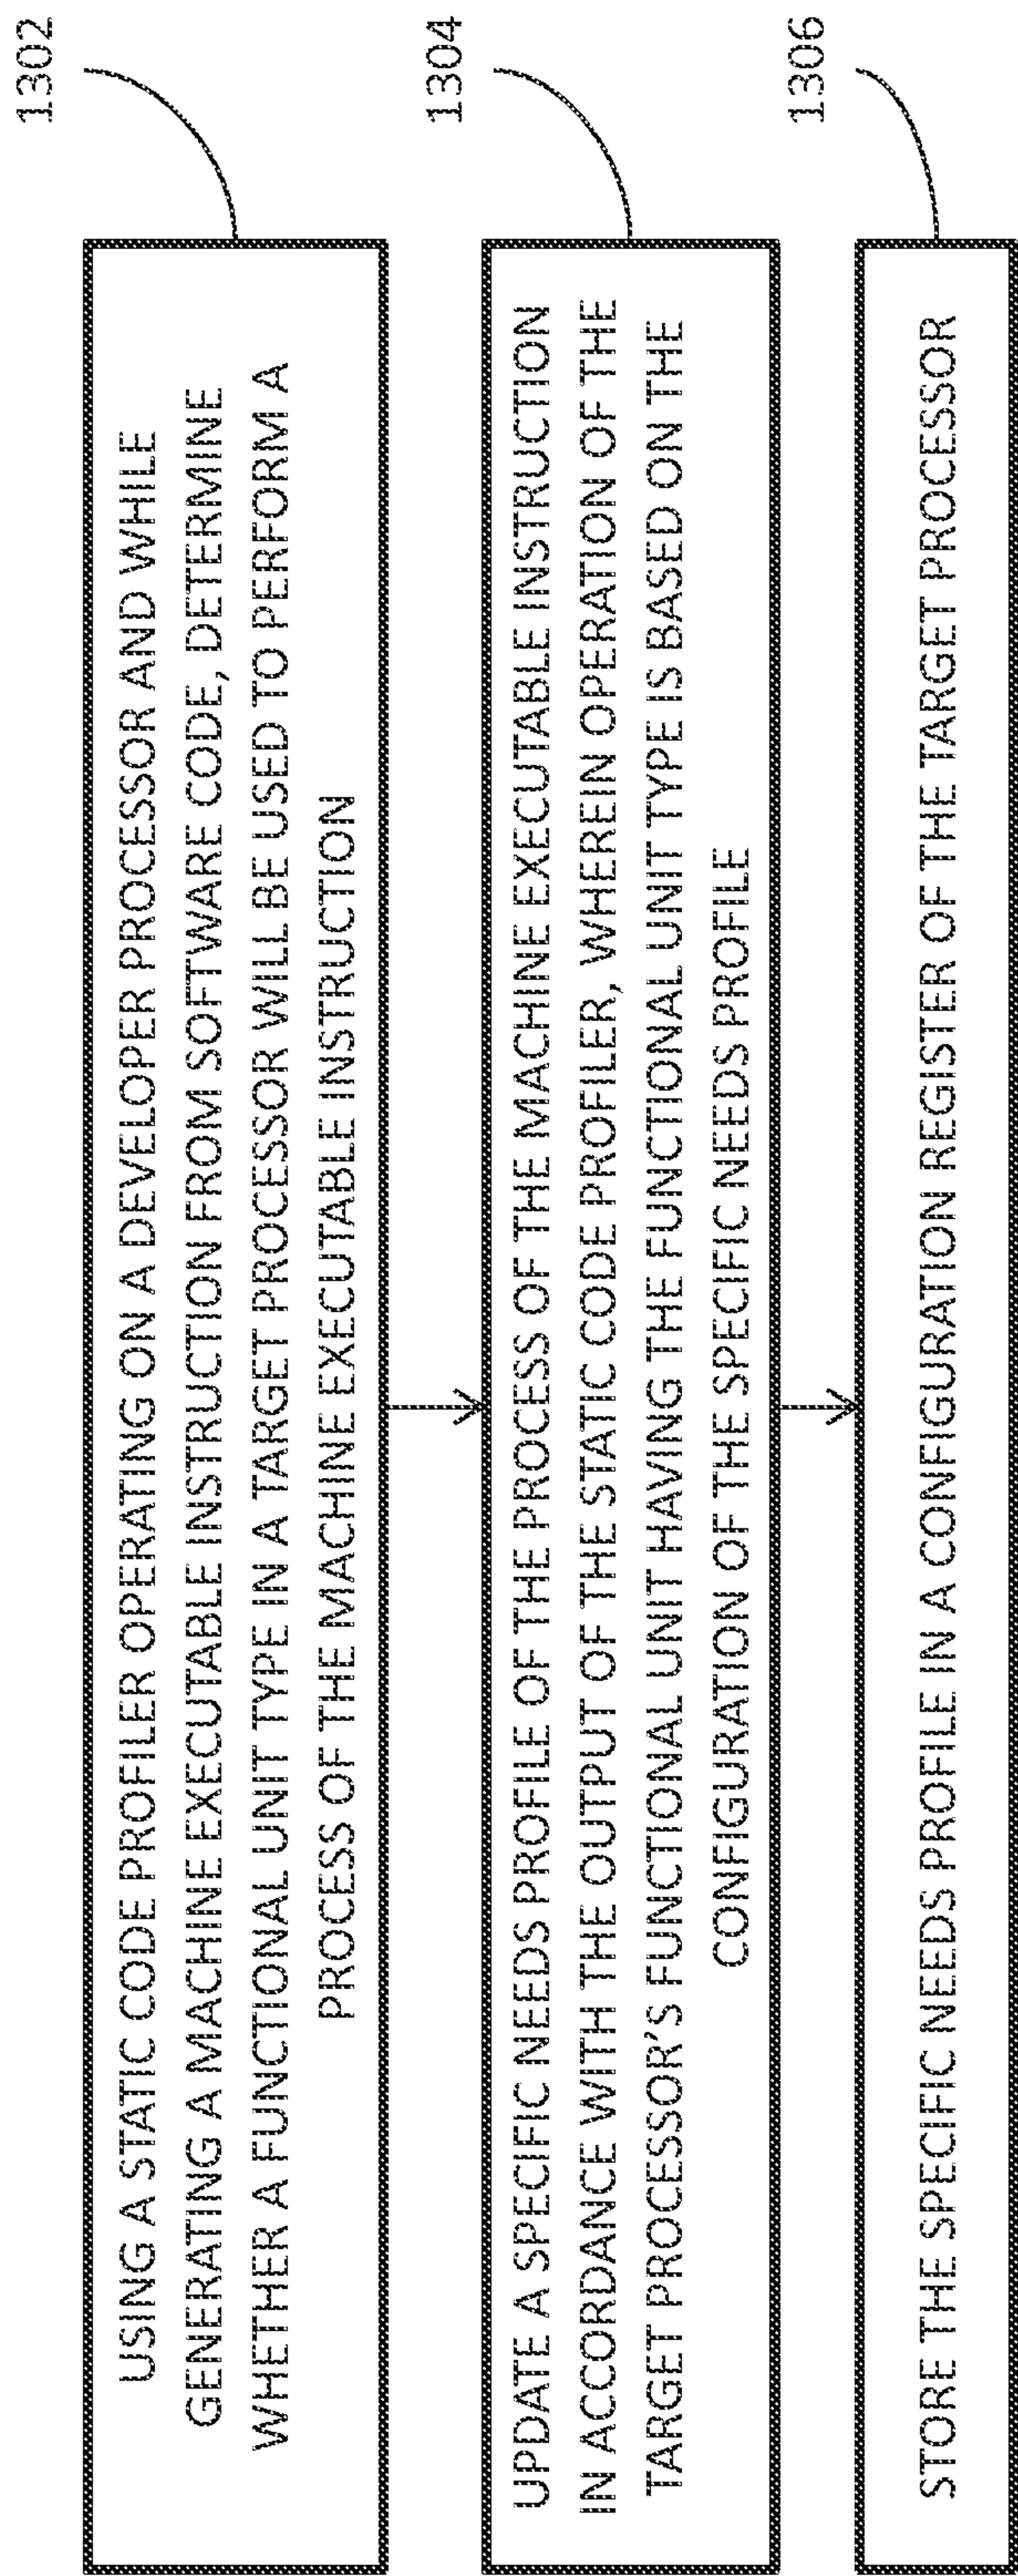 1302
USING A STATIC CODE PROFILER OPERATING ON A DEVELOPER PROCESSOR AND WHILE
GENERATING A MACHINE EXECUTABLE INSTRUCTION FROM SOFTWARE CODE, DETERMINE
WHETHER A FUNCTIONAL UNIT TYPE IN A TARGET PROCESSOR WILL BE USED TO PERFORM A
PROCESS OF THE MACHINE EXECUTABLE INSTRUCTION
1304
UPDATE A SPECIFIC NEEDS PROFILE OF THE PROCESS OF THE MACHINE EXECUTABLE INSTRUCTION
IN ACCORDANCE WITH THE OUTPUT OF THE STATIC CODE PROFILER, WHEREIN OPERATION OF THE
TARGET PROCESSOR'S FUNCTIONAL UNIT HAVING THE FUNCTIONAL UNIT TYPE IS BASED ON THE
CONFIGURATION OF THE SPECIFIC NEEDS PROFILE
1306
STORE THE SPECIFIC NEEDS PROFILE IN A CONFIGURATION REGISTER OF THE TARGET PROCESSOR